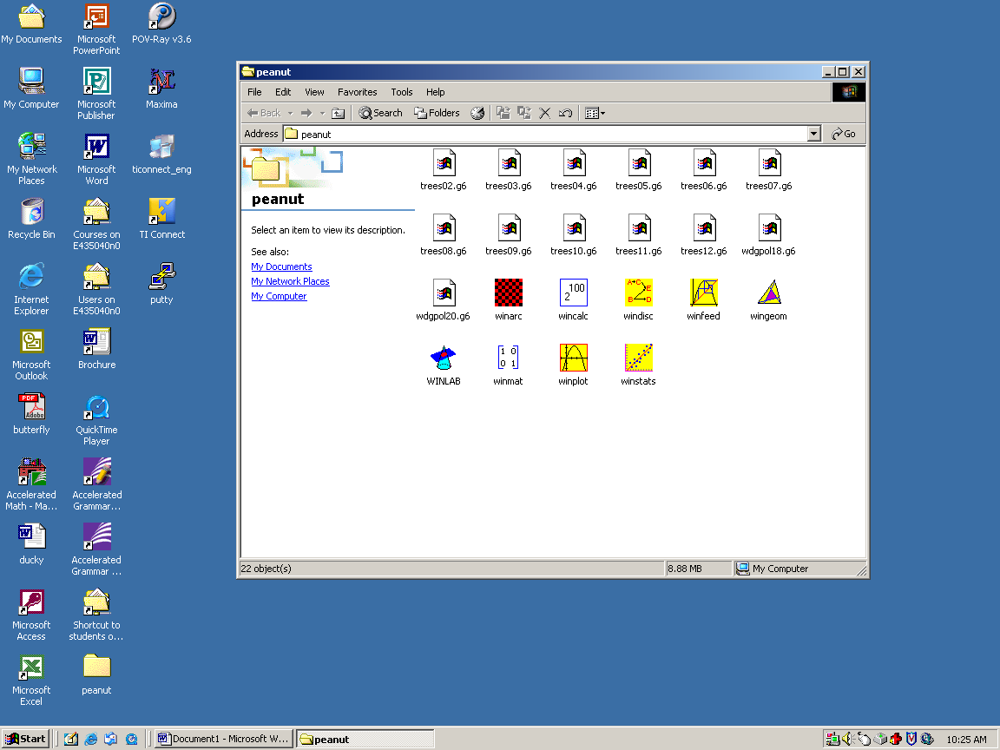 My Documents
Microsoft
PowerPoint
POV-Ray v3.6
My Computer
Microsoft
Publisher
Maxima
My Network
Places
Microsoft
Word
ticonnect_eng
Recycle Bin
Courses on
E435040n0
TI Connect
Internet
Explorer
Users on
E435040n0
putty
Microsoft
Outlook
Brochure
PDF
Adobe
butterfly
QuickTime
Player
Accelerated
Math - Ma...
Accelerated
Grammar...
ducky
Accelerated
Grammar ...
Microsoft
Access
Shortcut to
students o...
Microsoft
Excel
peanut
peanut
File Edit View Favorites Tools Help
Back Search Folders
Address peanut Go
peanut
Select an item to view its description.
See also:
My Documents
My Network Places
My Computer
trees02.g6 trees03.g6 trees04.g6 trees05.g6 trees06.g6 trees07.g6
trees08.g6 trees09.g6 trees10.g6 trees11.g6 trees12.g6 wdgpol18.g6
wdgpol20.g6 winarc wincalc windisc winfeed wingeom
WINLAB winmat winplot winstats
22 object(s) 8.88 MB My Computer
Start Document1 - Microsoft W... peanut 10:25 AM